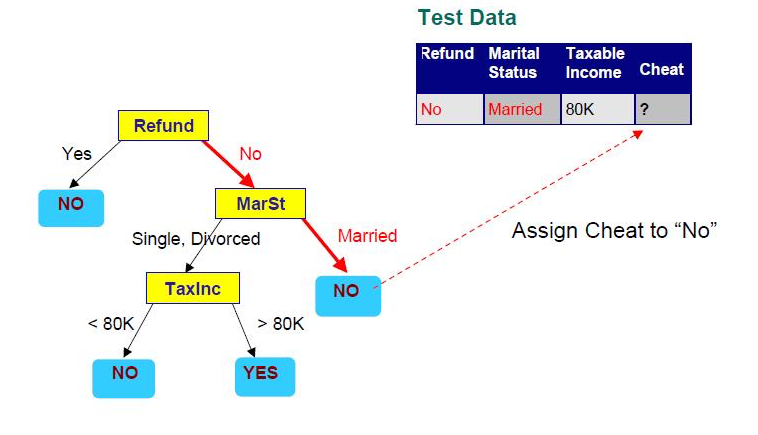 Test Data
Refund Marital Status Taxable Income Cheat
No Married 80K ?
Refund
Yes No
NO MarSt
Single, Divorced Married
Assign Cheat to “No”
TaxInc NO
< 80K > 80K
NO YES